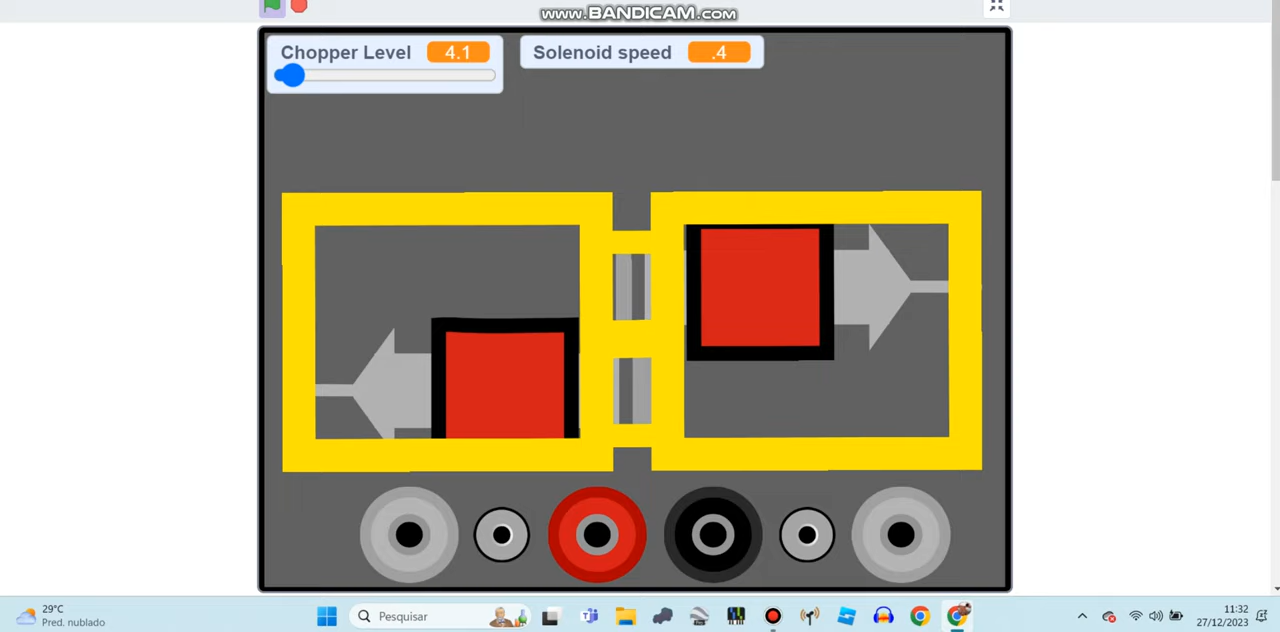 www.BANDICAM.com
Chopper Level 4.1
Solenoid speed .4
29°C
Pred. nublado
Pesquisar
11:32
27/12/2023